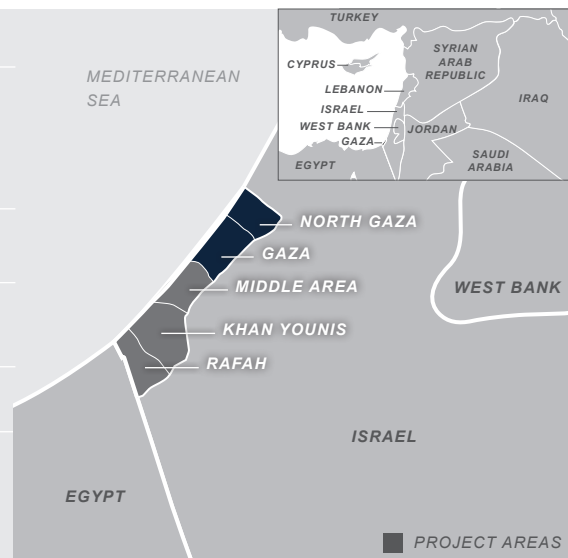 MEDITERRANEAN
SEA
TURKEY
CYPRUS
SYRIAN
ARAB
REPUBLIC
LEBANON
IRAQ
ISRAEL
WEST BANK
JORDAN
GAZA
EGYPT
SAUDI
ARABIA
NORTH GAZA
GAZA
MIDDLE AREA
WEST BANK
KHAN YOUNIS
RAFAH
ISRAEL
EGYPT
PROJECT AREAS